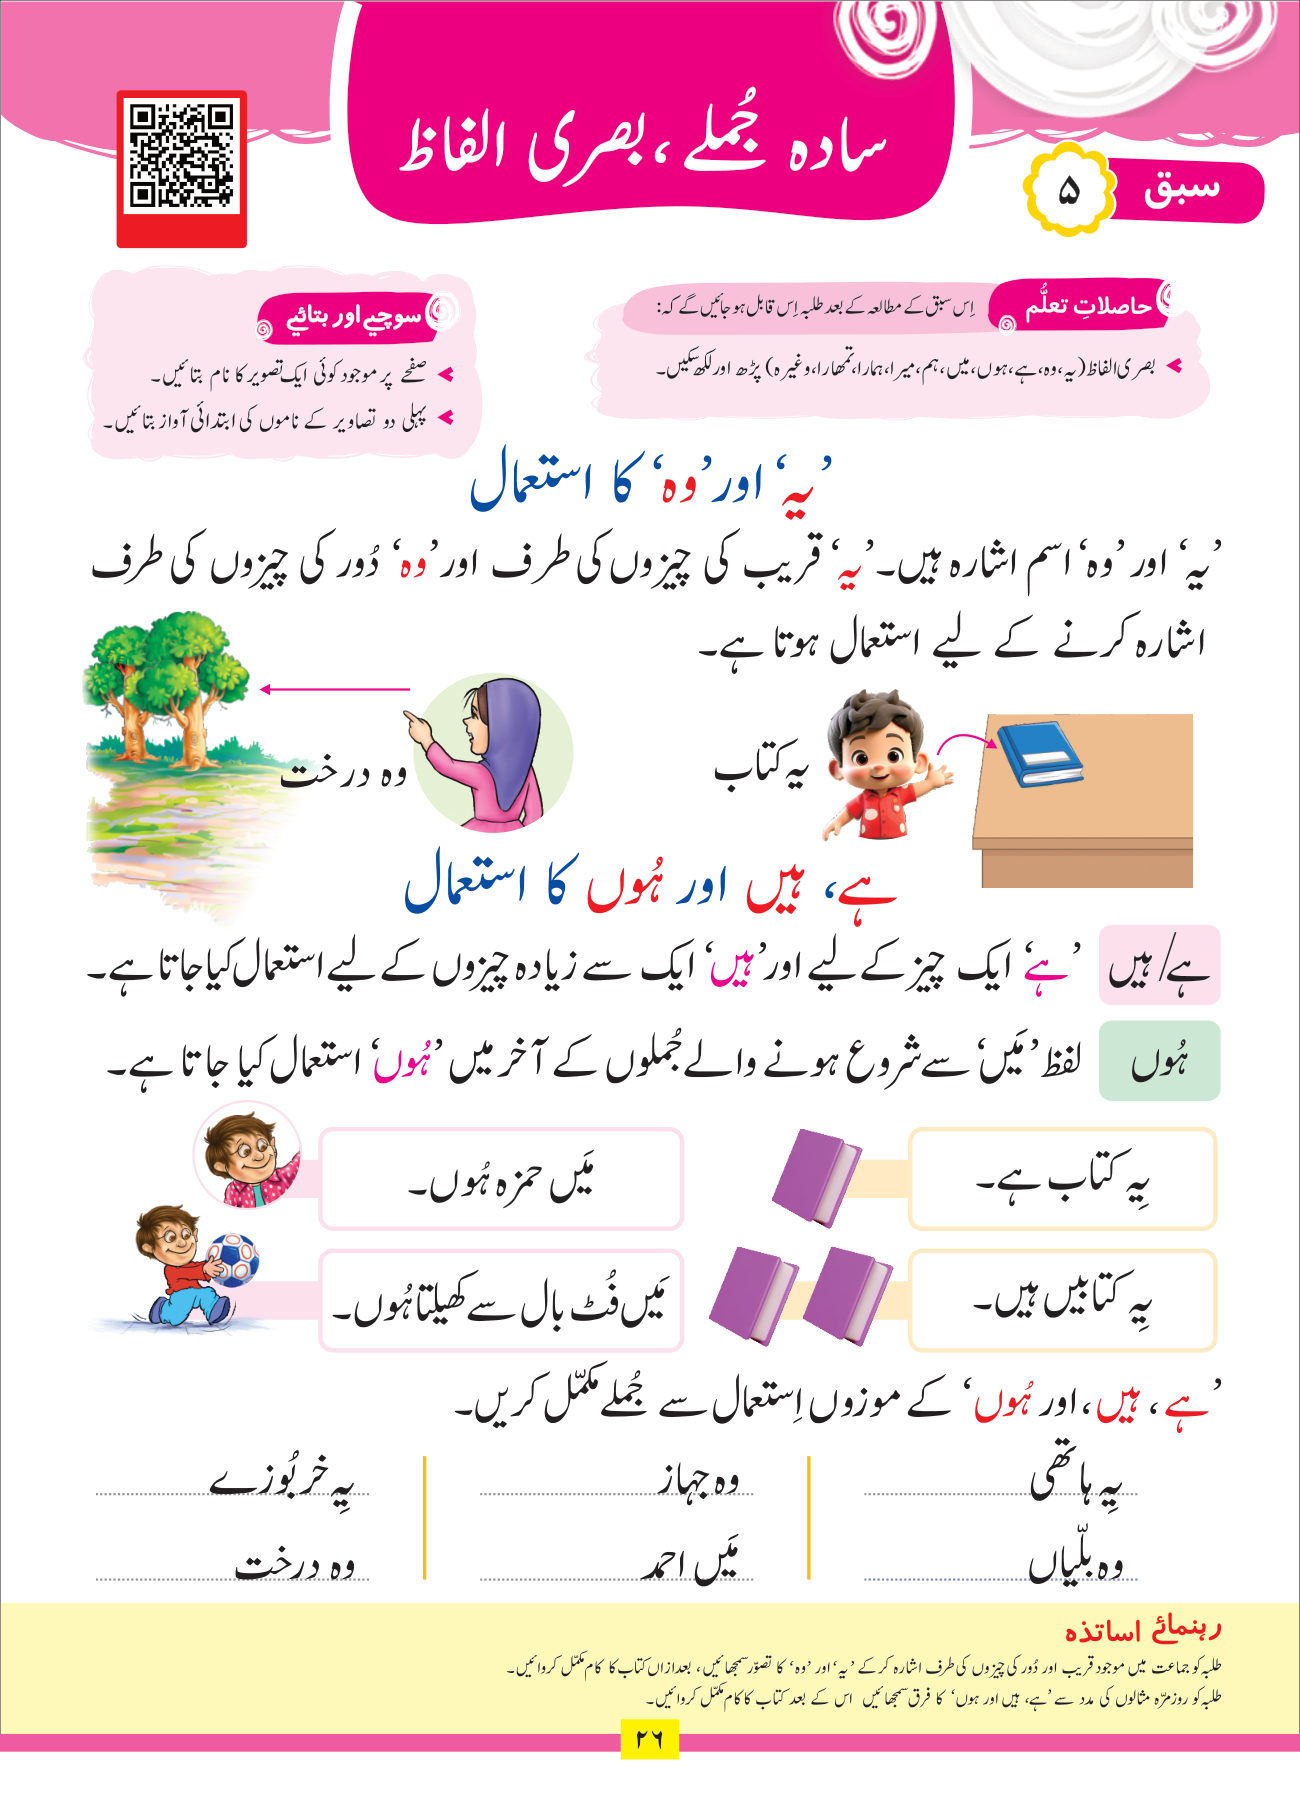 سادہ جُملے، بصری الفاظ
سبق ۵
حاصلاتِ تعلُّم
اِس سبق کے مطالعہ کے بعد طلبہ اِس قابل ہو جائیں گے کہ:
بصری الفاظ (یہ، وہ، ہے، ہوں، میں، ہم، میرا، ہمارا، تمھارا، وغیرہ) پڑھ اور لکھ سکیں۔
سوچیے اور بتائیے
صفحے پر موجود کوئی ایک تصویر کا نام بتائیں۔
پہلی دو تصاویر کے ناموں کی ابتدائی آواز بتائیں۔
’یہ‘ اور ’وہ‘ کا استعمال
’یہ‘ اور ’وہ‘ اسم اشارہ ہیں۔ ’یہ‘ قریب کی چیزوں کی طرف اور ’وہ‘ دُور کی چیزوں کی طرف
اشارہ کرنے کے لیے استعمال ہوتا ہے۔
یہ کتاب
وہ درخت
ہے، ہیں اور ہُوں کا استعمال
ہے/ ہیں ’ہے‘ ایک چیز کے لیے اور ’ہیں‘ ایک سے زیادہ چیزوں کے لیے استعمال کیا جاتا ہے۔
ہُوں لفظ ’مَیں‘ سے شروع ہونے والے جُملوں کے آخر میں ’ہُوں‘ استعمال کیا جاتا ہے۔
یِہ کتاب ہے۔
مَیں حمزہ ہُوں۔
یِہ کتابیں ہیں۔
مَیں فُٹ بال سے کھیلتا ہُوں۔
’ہے، ہیں، اور ہُوں‘ کے موزوں اِستعمال سے جُملے مکمّل کریں۔
یِہ ہاتھی
وہ جہاز
یِہ خربُوزے
وہ بلّیاں
مَیں احمد
وہ درخت
رہنمائے اساتذہ
طلبہ کو جماعت میں موجود قریب اور دُور کی چیزوں کی طرف اشارہ کر کے ’یہ‘ اور ’وہ‘ کا تصوّر سمجھائیں، بعد ازاں کتاب کا کام مکمّل کروائیں۔
طلبہ کو روزمرّہ مثالوں کی مدد سے ’ہے، ہیں اور ہوں‘ کا فرق سمجھائیں اس کے بعد کتاب کا کام مکمّل کروائیں۔
۲۶